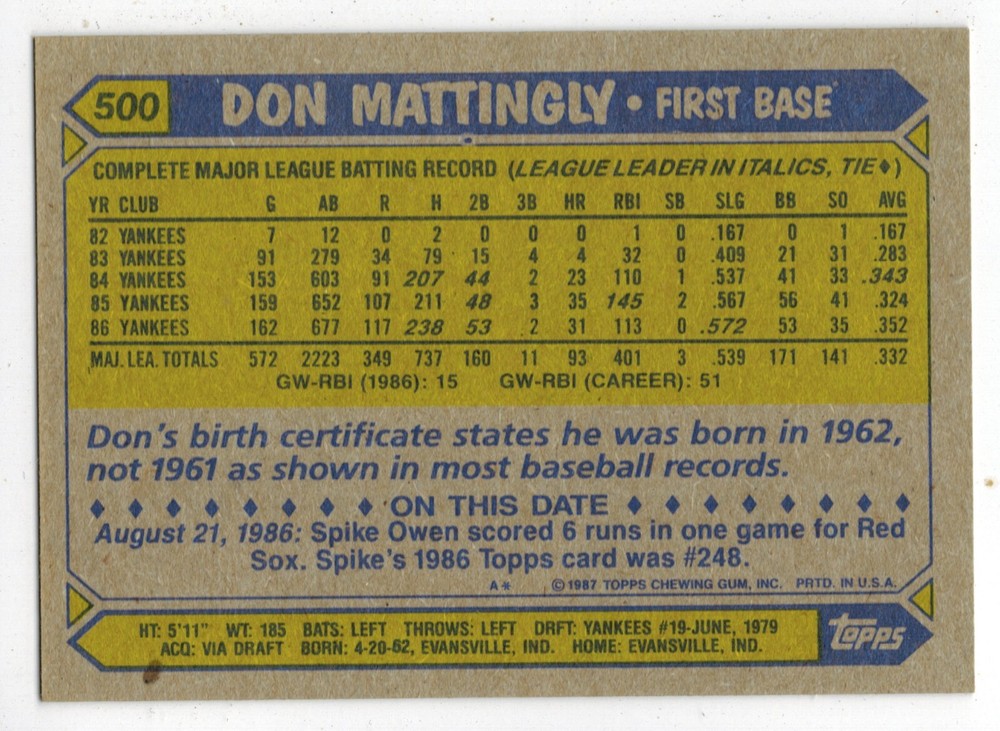 500 DON MATTINGLY • FIRST BASE
COMPLETE MAJOR LEAGUE BATTING RECORD (LEAGUE LEADER IN ITALICS, TIE♦)
YR CLUB G AB R H 2B 3B HR RBI SB SLG BB SO AVG
82 YANKEES 7 12 0 2 0 0 0 1 0 .167 0 1 .167
83 YANKEES 91 279 34 79 15 4 4 32 0 .409 21 31 .283
84 YANKEES 153 603 91 207 44 2 23 110 1 .537 41 33 .343
85 YANKEES 159 652 107 211 48 3 35 145 2 .567 56 41 .324
86 YANKEES 162 677 117 238 53 2 31 113 0 .572 53 35 .352
MAJ. LEA. TOTALS 572 2223 349 737 160 11 93 401 3 .539 171 141 .332
GW-RBI (1986): 15 GW-RBI (CAREER): 51
Don's birth certificate states he was born in 1962,
not 1961 as shown in most baseball records.
♦ ♦ ♦ ♦ ♦ ♦ ♦ ♦ ON THIS DATE ♦ ♦ ♦ ♦ ♦ ♦ ♦ ♦
August 21, 1986: Spike Owen scored 6 runs in one game for Red
Sox. Spike's 1986 Topps card was #248.
A* ©1987 TOPPS CHEWING GUM, INC. PRTD. IN U.S.A.
HT: 5'11" WT: 185 BATS: LEFT THROWS: LEFT DRFT: YANKEES #19-JUNE, 1979
ACQ: VIA DRAFT BORN: 4-20-62, EVANSVILLE, IND. HOME: EVANSVILLE, IND.
topps